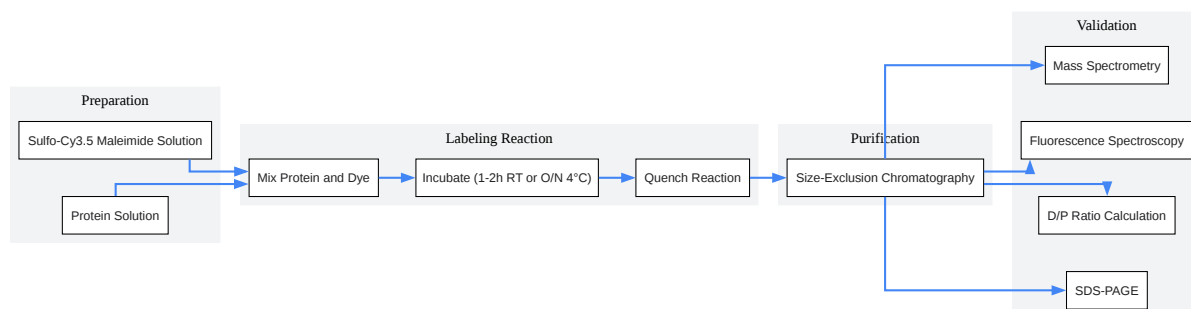 Preparation
Sulfo-Cy3.5 Maleimide Solution
Protein Solution
Labeling Reaction
Mix Protein and Dye
Incubate (1-2h RT or O/N 4°C)
Quench Reaction
Purification
Size-Exclusion Chromatography
Validation
Mass Spectrometry
Fluorescence Spectroscopy
D/P Ratio Calculation
SDS-PAGE